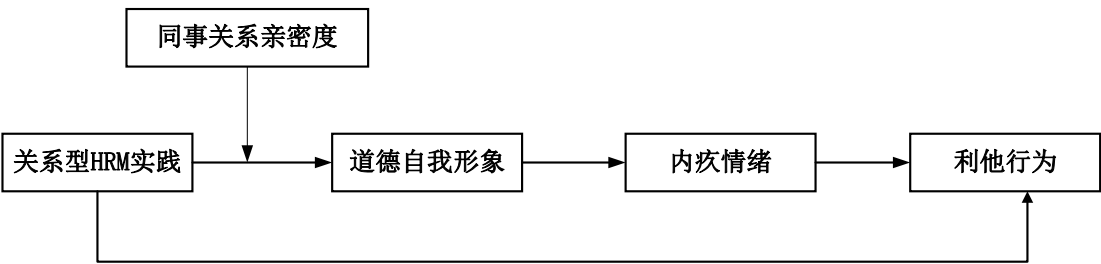 同事关系亲密度
关系型HRM实践
道德自我形象
内疚情绪
利他行为